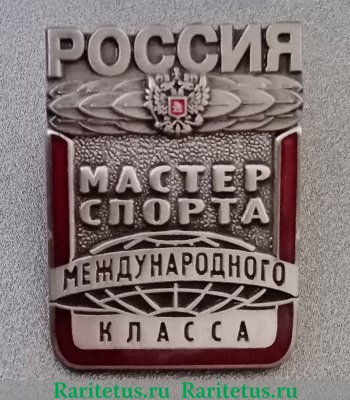 РОССИЯ
МАСТЕР
СПОРТА
МЕЖДУНАРОДНОГО
КЛАССА
Raritetus.ru Raritetus.ru